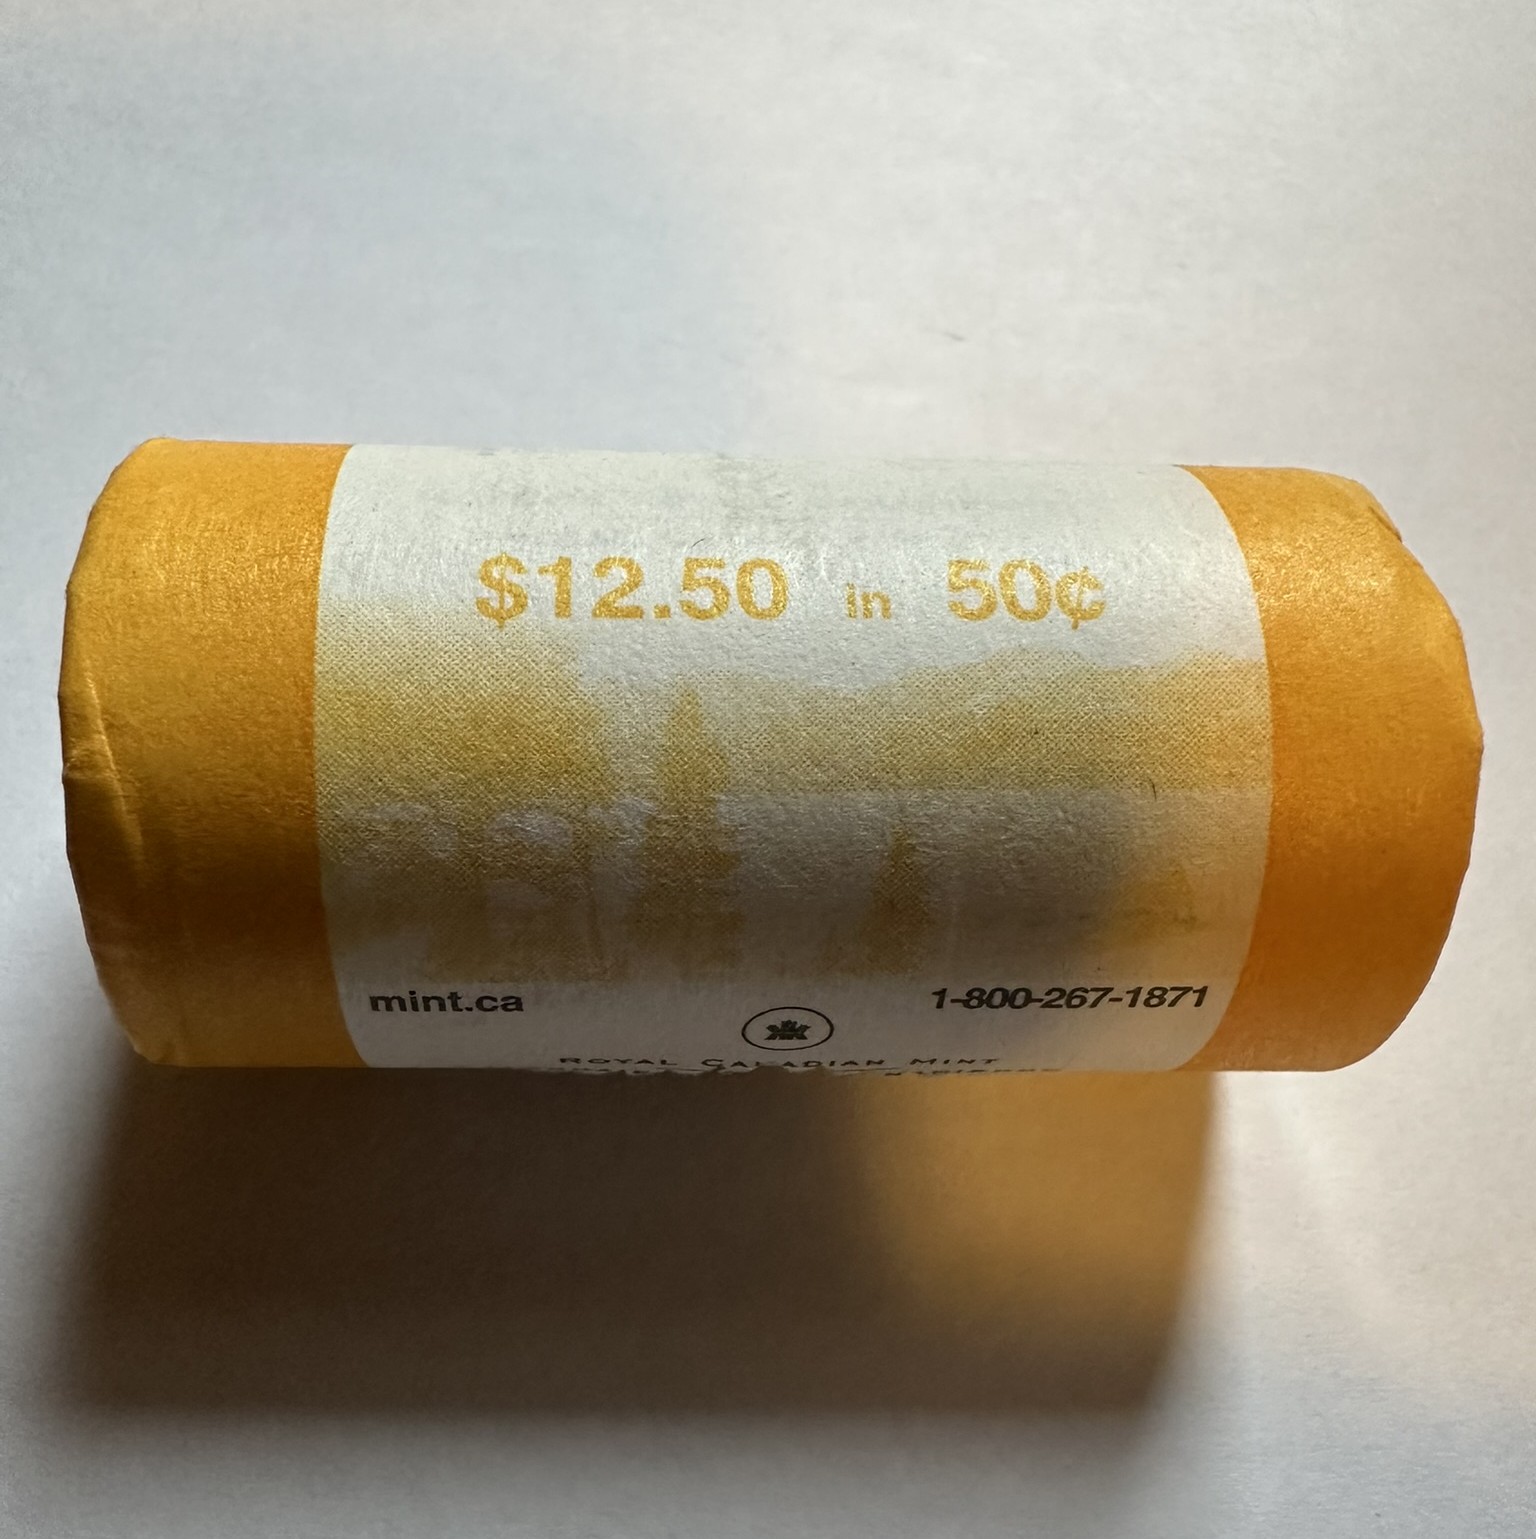 $12.50 in 50¢
mint.ca
1-800-267-1871
ROYAL CANADIAN MINT